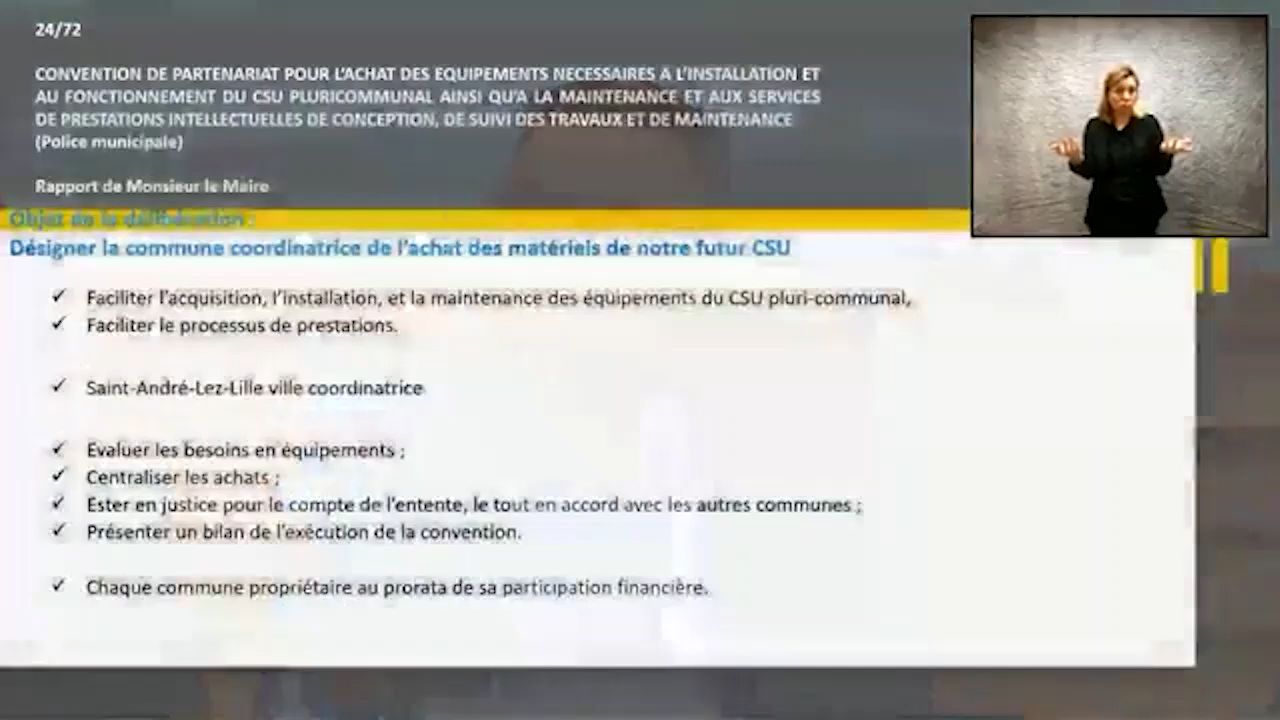 24/72
CONVENTION DE PARTENARIAT POUR L'ACHAT DES EQUIPEMENTS NECESSAIRES A L'INSTALLATION ET
AU FONCTIONNEMENT DU CSU PLURICOMMUNAL AINSI QU'A LA MAINTENANCE ET AUX SERVICES
DE PRESTATIONS INTELLECTUELLES DE CONCEPTION, DE SUIVI DES TRAVAUX ET DE MAINTENANCE
(Police municipale)
Rapport de Monsieur le Maire
Objet de la délibération :
Désigner la commune coordinatrice de l'achat des matériels de notre futur CSU
✓ Faciliter l'acquisition, l'installation, et la maintenance des équipements du CSU pluri-communal,
✓ Faciliter le processus de prestations.
✓ Saint-André-Lez-Lille ville coordinatrice
✓ Evaluer les besoins en équipements ;
✓ Centraliser les achats ;
✓ Ester en justice pour le compte de l'entente, le tout en accord avec les autres communes ;
✓ Présenter un bilan de l'exécution de la convention.
✓ Chaque commune propriétaire au prorata de sa participation financière.